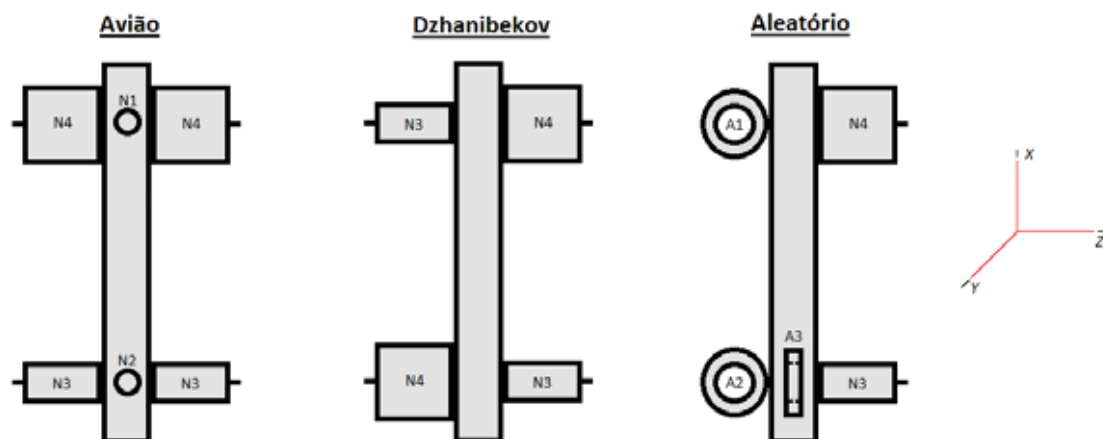 Avião
Dzhanibekov
Aleatório
N1
N4
N4
N2
N3
N3
N3
N4
N4
N3
A1
N4
A3
A2
N3
X
Z
Y